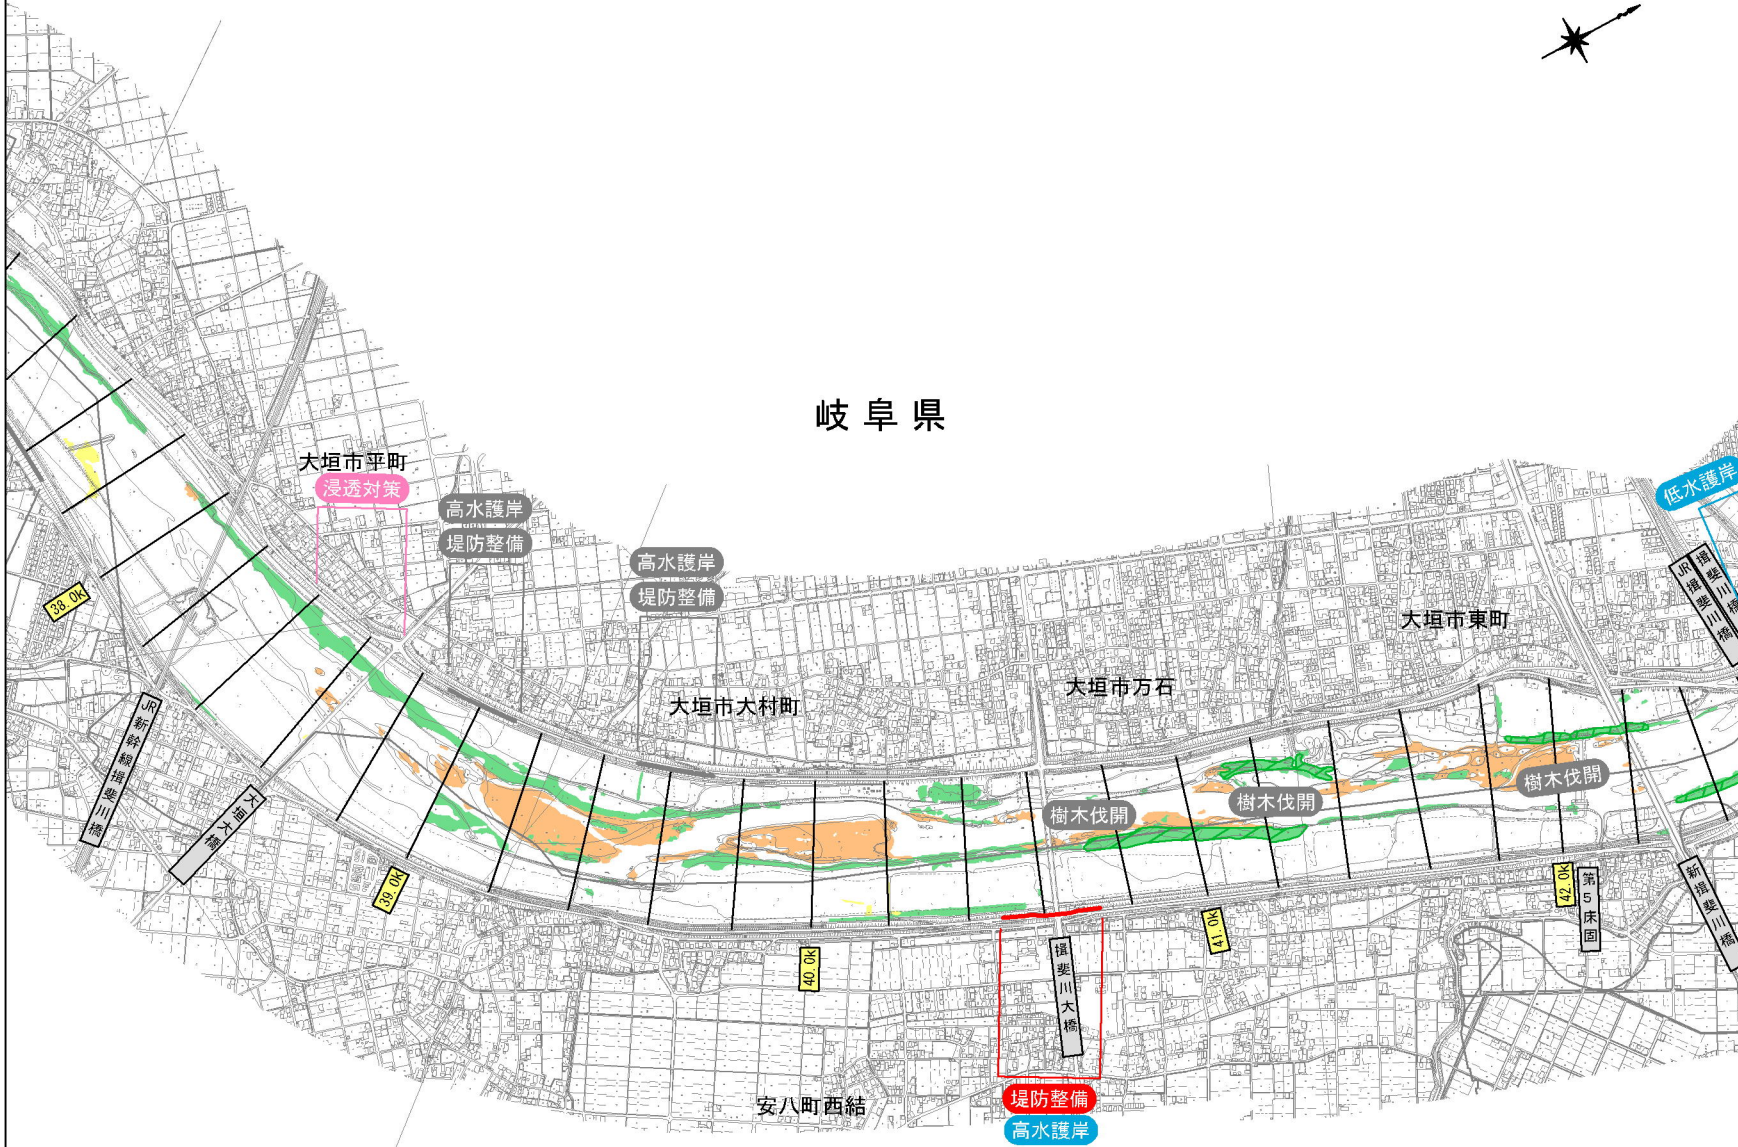 岐阜県
大垣市平町
浸透対策
高水護岸
堤防整備
高水護岸
堤防整備
大垣市大村町
大垣市万石
大垣市東町
低水護岸
揖斐川橋
JR揖斐川橋
樹木伐開
樹木伐開
樹木伐開
38.0k
JR新幹線揖斐川橋
大垣大橋
39.0k
40.0k
41.0k
42.0k
第5床固
新揖斐川橋
揖斐川大橋
安八町西結
堤防整備
高水護岸